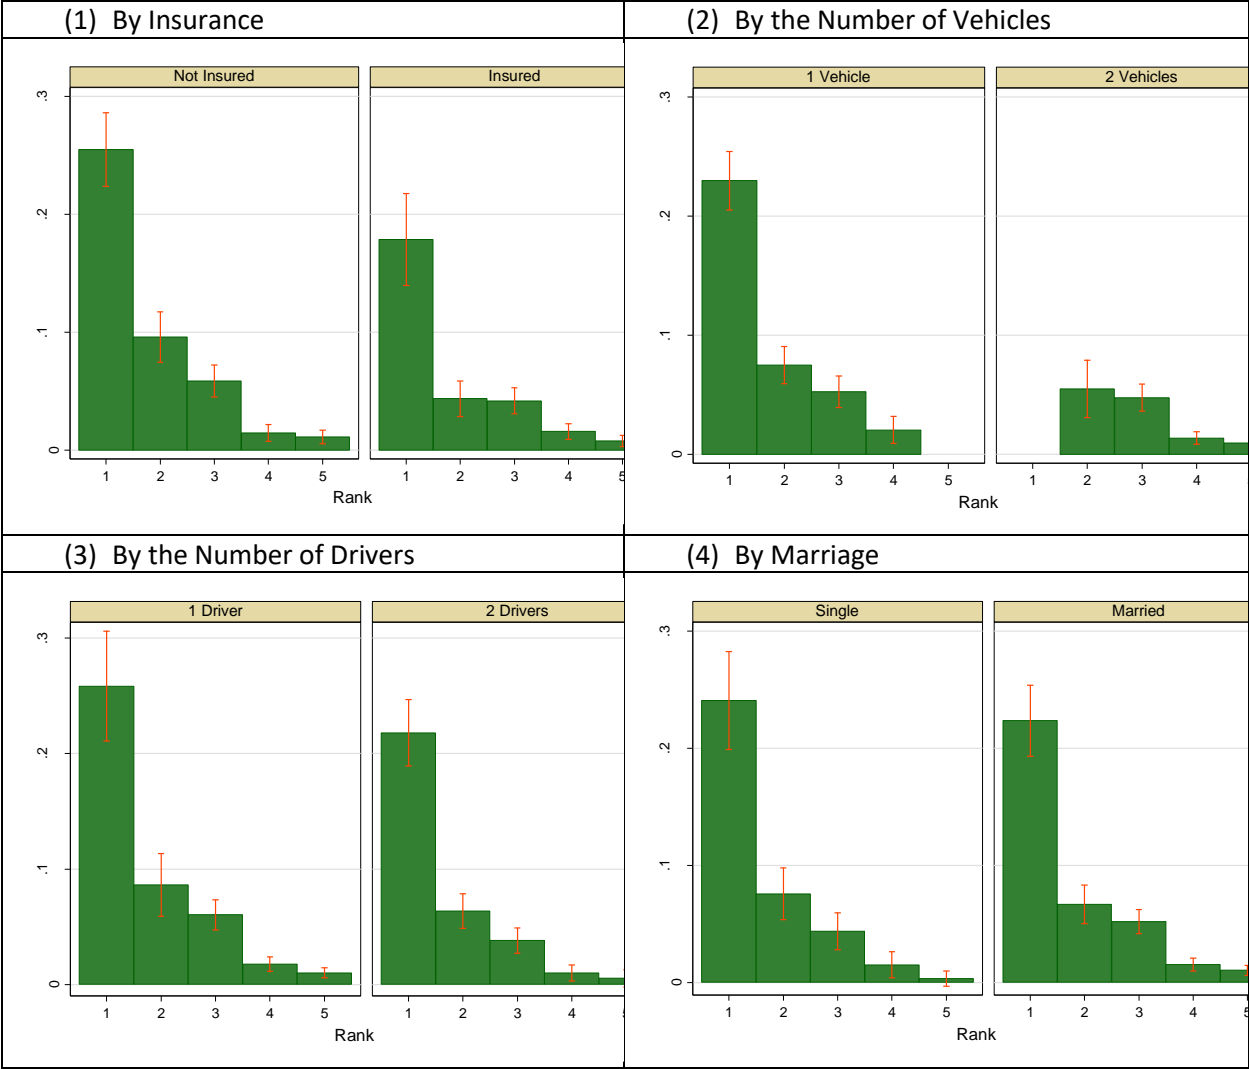 (1) By Insurance
(2) By the Number of Vehicles
Not Insured
Insured
.3
.2
.1
0
1 2 3 4 5
1 2 3 4 5
Rank
1 Vehicle
2 Vehicles
.3
.2
.1
0
1 2 3 4 5
1 2 3 4
Rank
(3) By the Number of Drivers
(4) By Marriage
1 Driver
2 Drivers
.3
.2
.1
0
1 2 3 4 5
1 2 3 4 5
Rank
Single
Married
.3
.2
.1
0
1 2 3 4 5
1 2 3 4 5
Rank